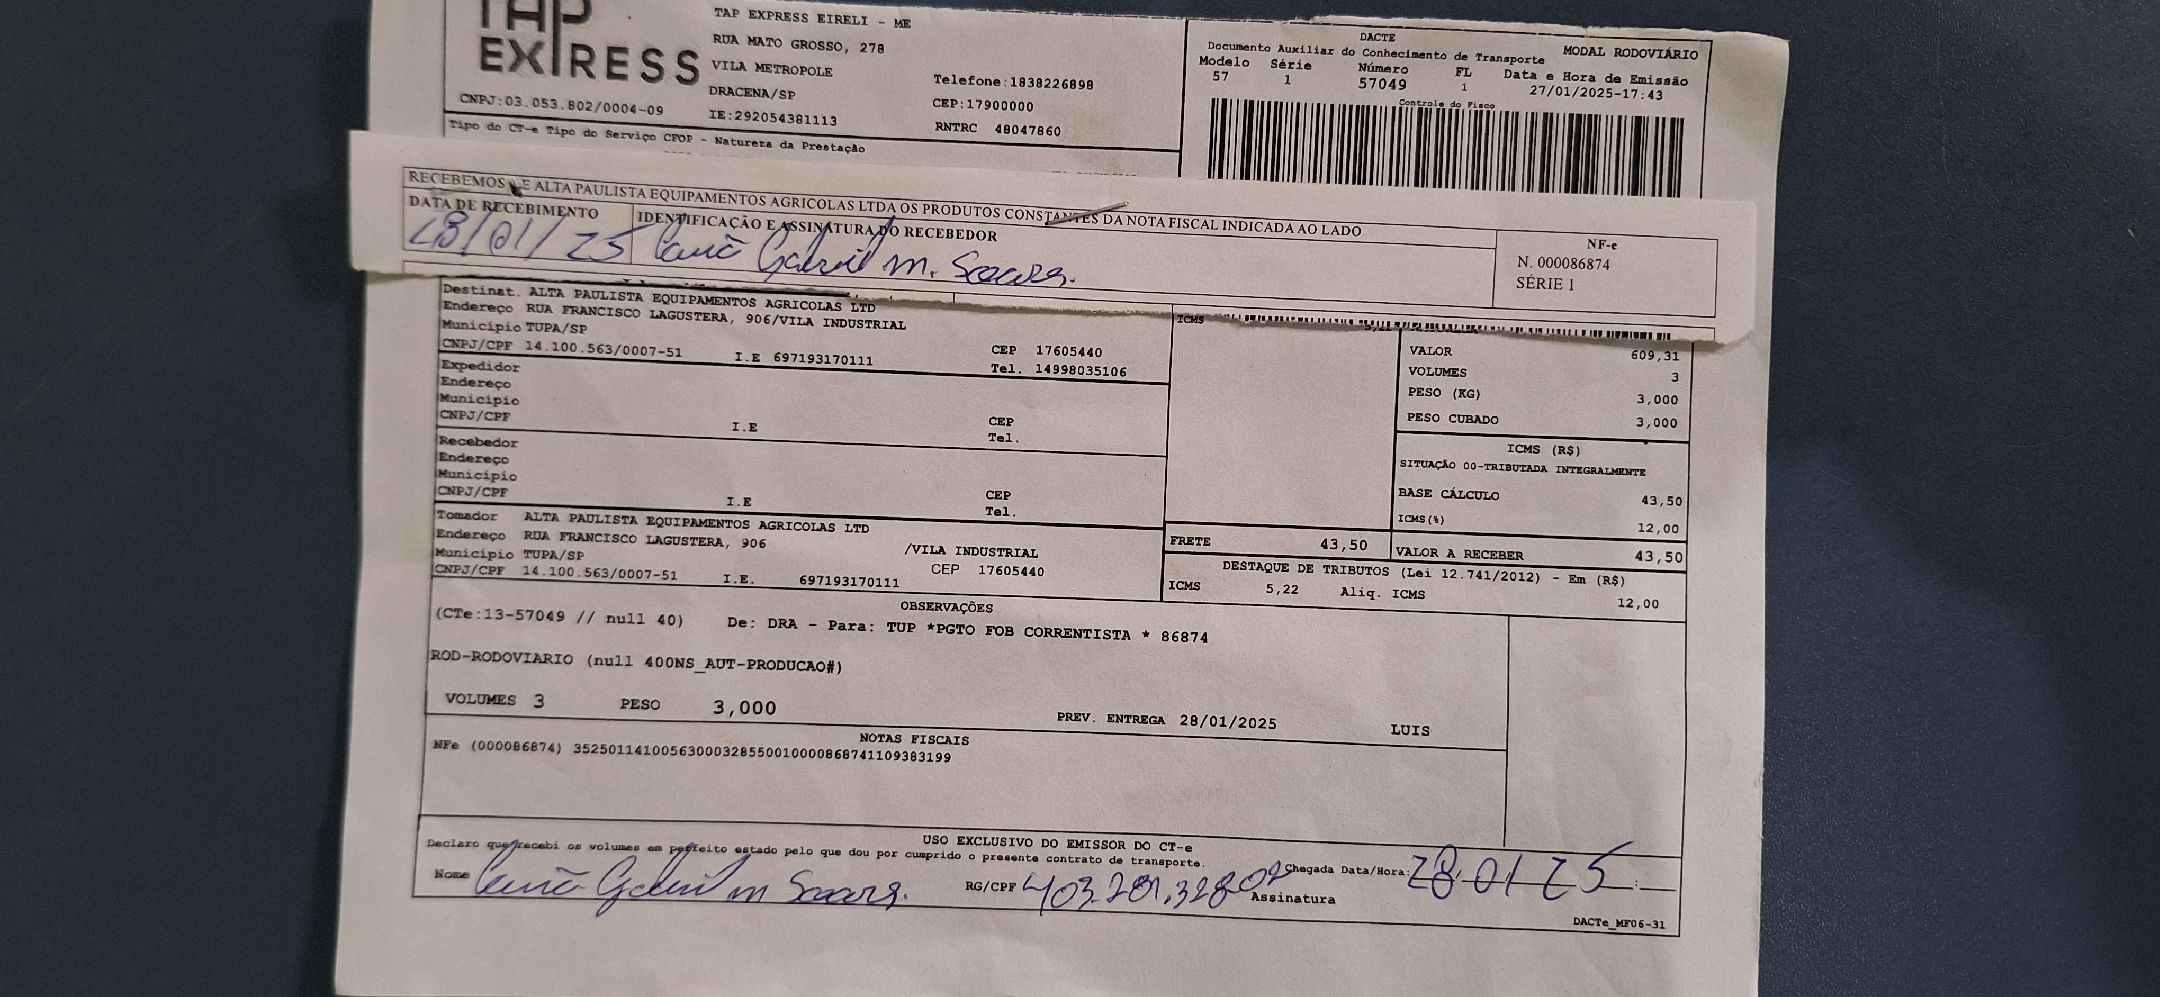 TAP
EXPRESS
CNPJ:03.053.802/0004-09
TAP EXPRESS EIRELI - ME
RUA MATO GROSSO, 278
VILA METROPOLE
DRACENA/SP
IE:292054381113
Telefone:1838226898
CEP:17900000
RNTRC 48047860
DACTE
Documento Auxiliar do Conhecimento de Transporte
MODAL RODOVIÁRIO
Modelo Série Número FL Data e Hora de Emissão
57 1 57049 1 27/01/2025-17:43
Controle do Fisco
Tipo do CT-e Tipo do Serviço CFOP - Natureza da Prestação
RECEBEMOS E ALTA PAULISTA EQUIPAMENTOS AGRICOLAS LTDA OS PRODUTOS CONSTANTES DA NOTA FISCAL INDICADA AO LADO
DATA DE RECEBIMENTO
28/01/25
IDENTIFICAÇÃO E ASSINATURA DO RECEBEDOR
Gabriel M. Soares.
NF-e
N. 000086874
SÉRIE 1
Destinat. ALTA PAULISTA EQUIPAMENTOS AGRICOLAS LTD
Endereço RUA FRANCISCO LAGUSTERA, 906/VILA INDUSTRIAL
Município TUPA/SP
CNPJ/CPF 14.100.563/0007-51 I.E 697193170111
CEP 17605440
Tel. 14998035106
Expedidor
Endereço
Município
CNPJ/CPF I.E
CEP
Tel.
Recebedor
Endereço
Município
CNPJ/CPF I.E
CEP
Tel.
Tomador ALTA PAULISTA EQUIPAMENTOS AGRICOLAS LTD
Endereço RUA FRANCISCO LAGUSTERA, 906 /VILA INDUSTRIAL
Município TUPA/SP CEP 17605440
CNPJ/CPF 14.100.563/0007-51 I.E. 697193170111
ICMS
VALOR 609,31
VOLUMES 3
PESO (KG) 3,000
PESO CUBADO 3,000
ICMS (R$)
SITUAÇÃO 00-TRIBUTADA INTEGRALMENTE
BASE CÁLCULO 43,50
ICMS(%) 12,00
FRETE 43,50
VALOR A RECEBER 43,50
DESTAQUE DE TRIBUTOS (Lei 12.741/2012) - Em (R$)
ICMS 5,22 Aliq. ICMS 12,00
OBSERVAÇÕES
(CTe:13-57049 // null 40) De: DRA - Para: TUP *PGTO FOB CORRENTISTA * 86874
ROD-RODOVIARIO (null 400NS_AUT-PRODUCAO#)
VOLUMES 3 PESO 3,000 PREV. ENTREGA 28/01/2025 LUIS
NOTAS FISCAIS
NFe (000086874) 35250114100563000328550010000868741109383199
USO EXCLUSIVO DO EMISSOR DO CT-e
Declaro que recebi os volumes em perfeito estado pelo que dou por cumprido o presente contrato de transporte.
Nome Gabriel M Soares.
RG/CPF
Assinatura
Chegada Data/Hora: 28 01 25
DACTe_MF06-31